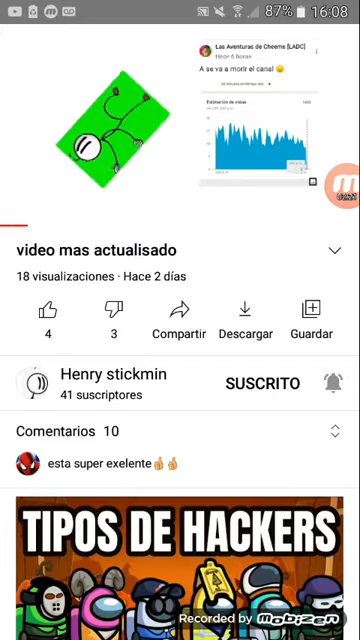 87% 16:08
Las Aventuras de Cheems [LADC]
Hace 6 horas
A se va a morir el canal
Estimación de vistas
video mas actualisado
18 visualizaciones · Hace 2 días
4
3
Compartir
Descargar
Guardar
Henry stickmin
41 suscriptores
SUSCRITO
Comentarios 10
esta super exelente👍👍
TIPOS DE HACKERS
Recorded by mobizen